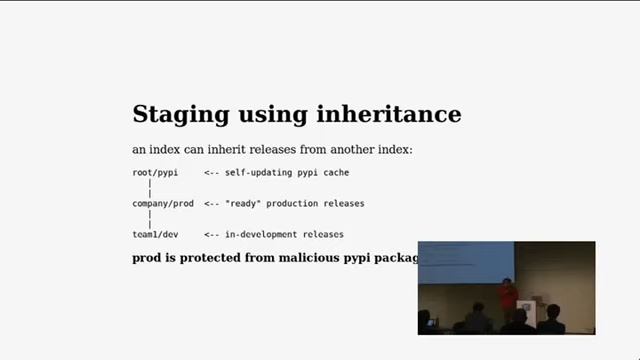 Staging using inheritance
an index can inherit releases from another index:
root/pypi <-- self-updating pypi cache
|
|
company/prod <-- "ready" production releases
|
|
team1/dev <-- in-development releases
prod is protected from malicious pypi packag